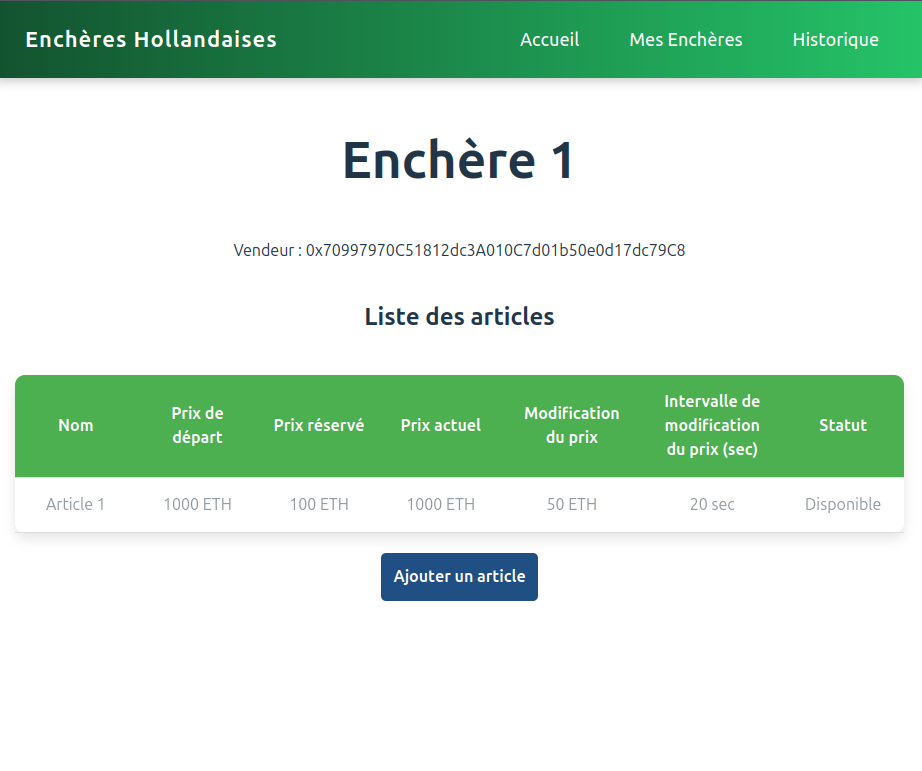 Enchères Hollandaises Accueil Mes Enchères Historique
Enchère 1
Vendeur : 0x70997970C51812dc3A010C7d01b50e0d17dc79C8
Liste des articles
Nom
Prix de
départ
Prix réservé
Prix actuel
Modification
du prix
Intervalle de
modification
du prix (sec)
Statut
Article 1 1000 ETH 100 ETH 1000 ETH 50 ETH 20 sec Disponible
Ajouter un article